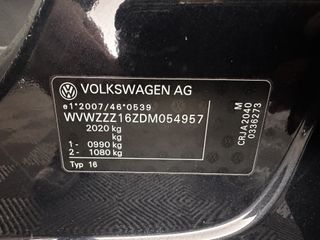 VOLKSWAGEN AG
e1*2007/46*0539
WVWZZZ16ZDM054957
2020 kg
kg
1- 0990 kg
2- 1080 kg
Typ 16
M
CRJA2040
0336273